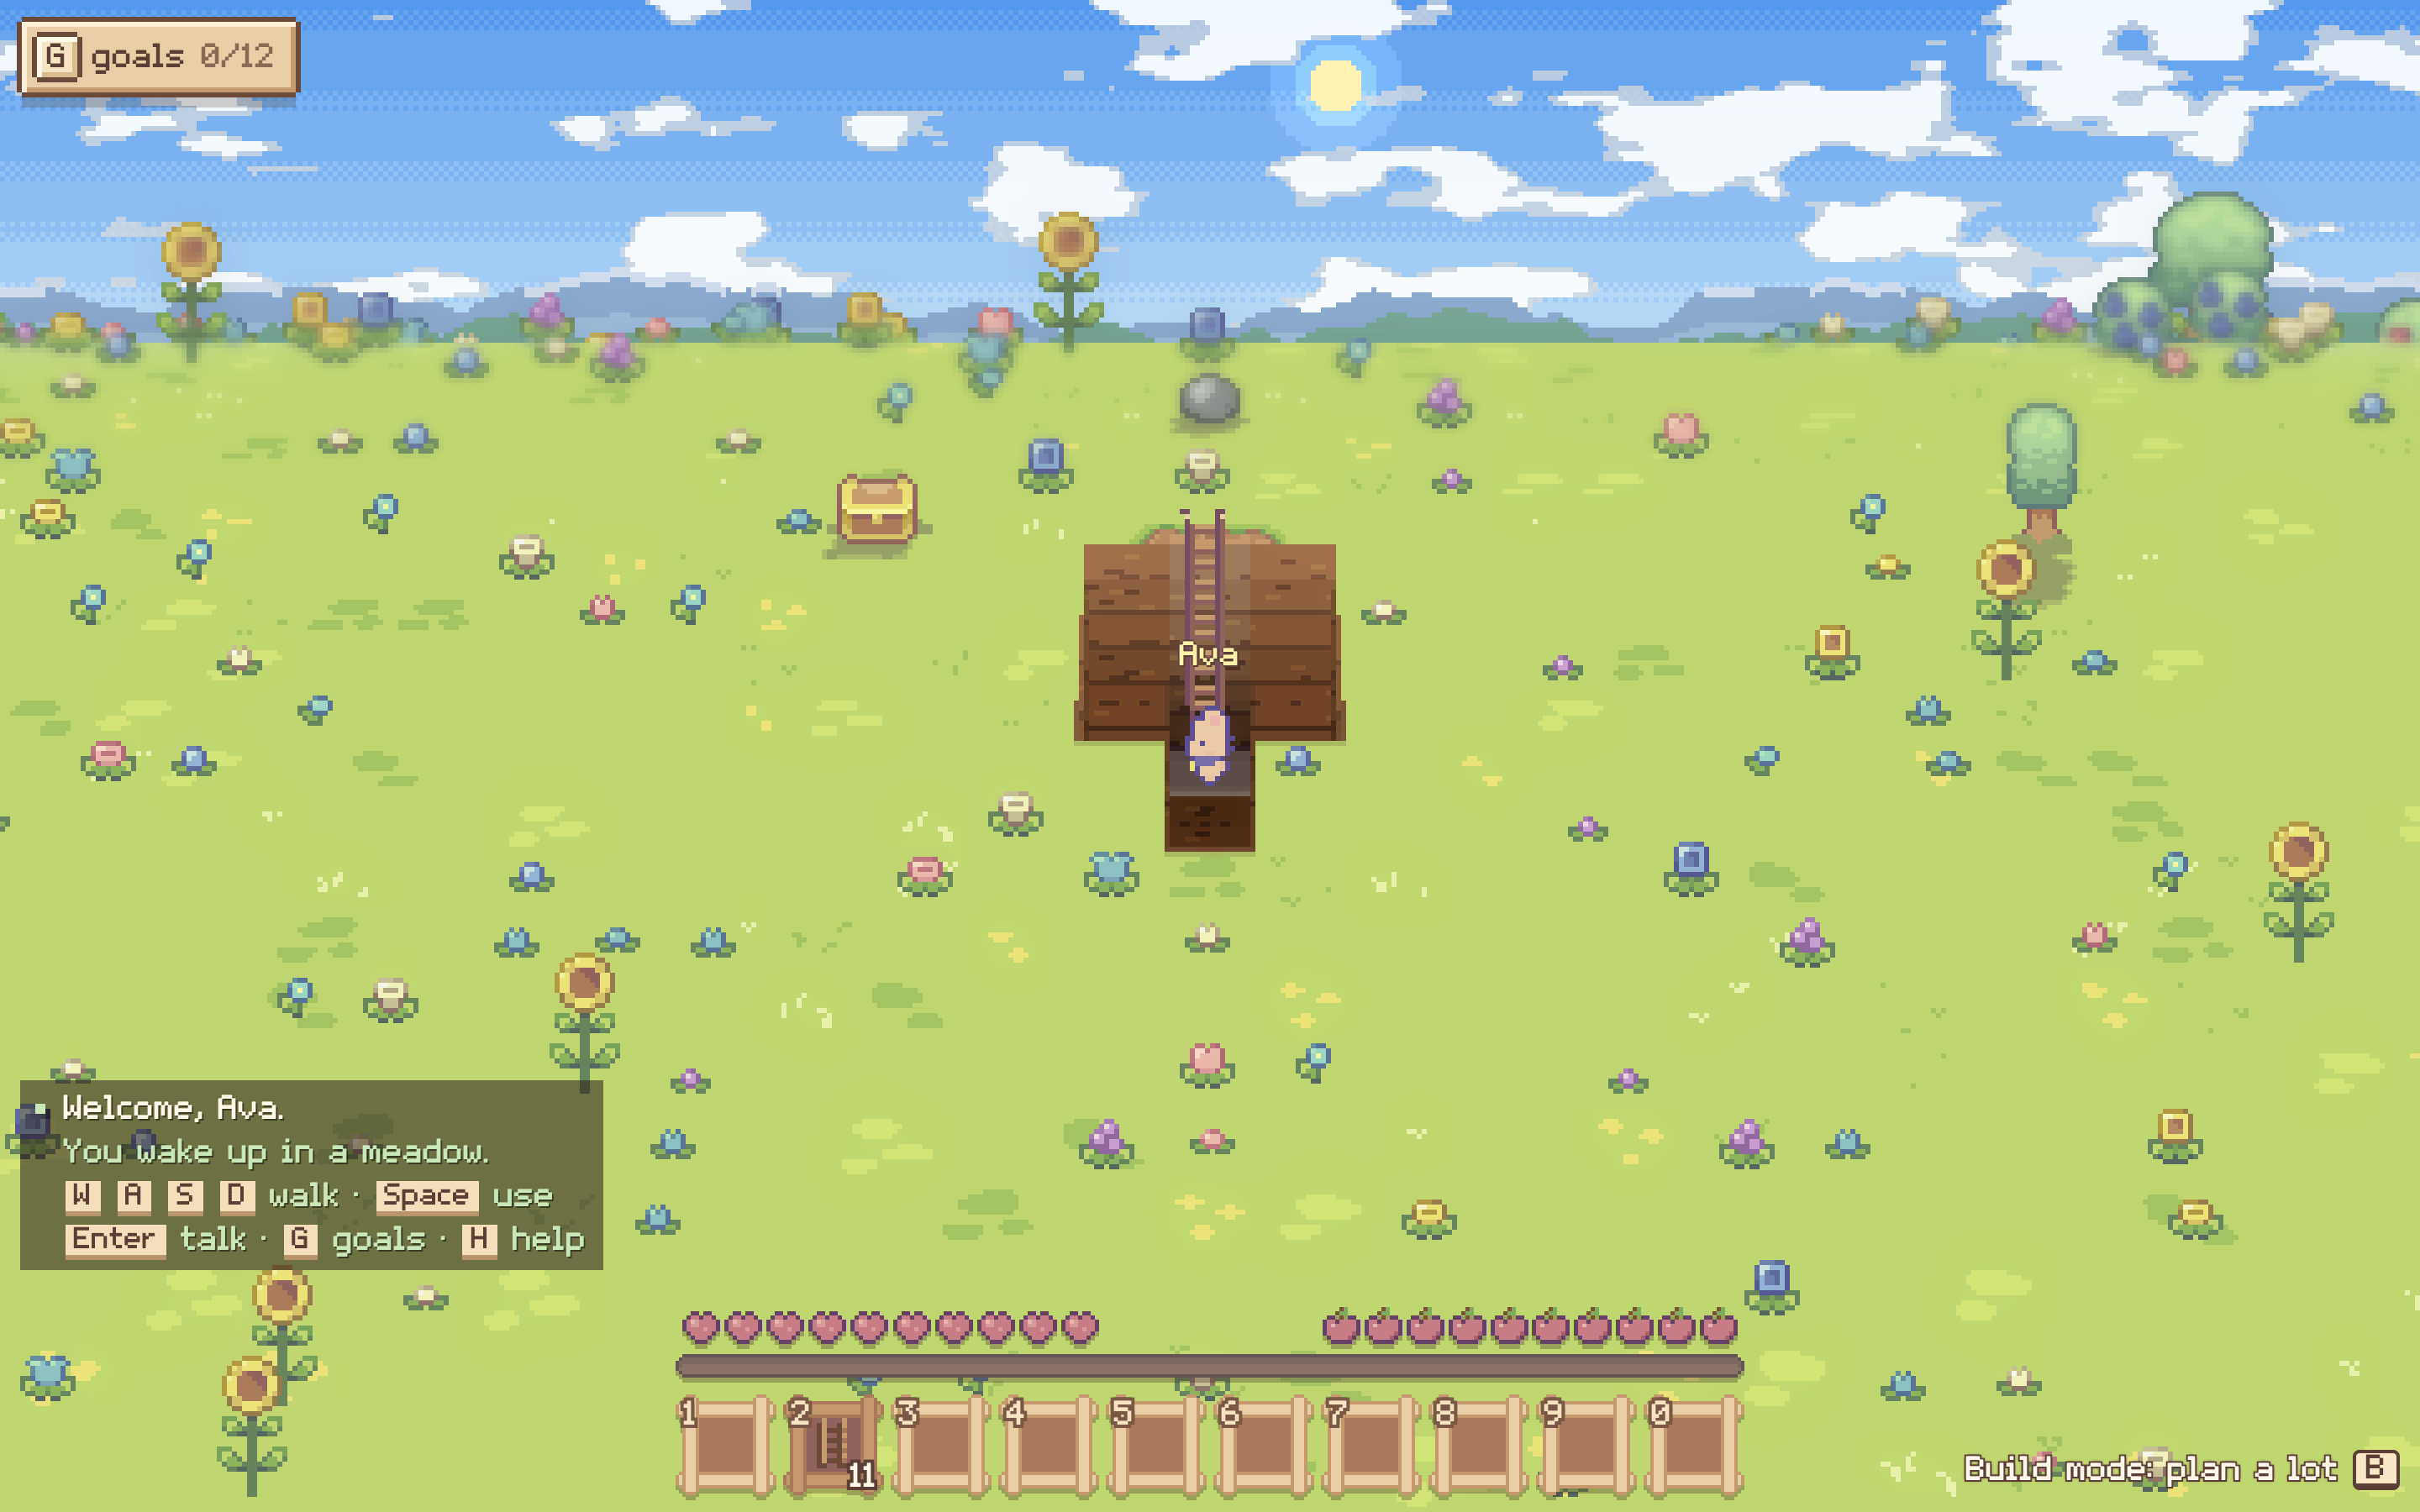 G goals 0/12
Ava
Welcome, Ava.
You wake up in a meadow.
W A S D walk · Space use
Enter talk · G goals · H help
1 2 3 4 5 6 7 8 9 0
11
Build mode: plan a lot B